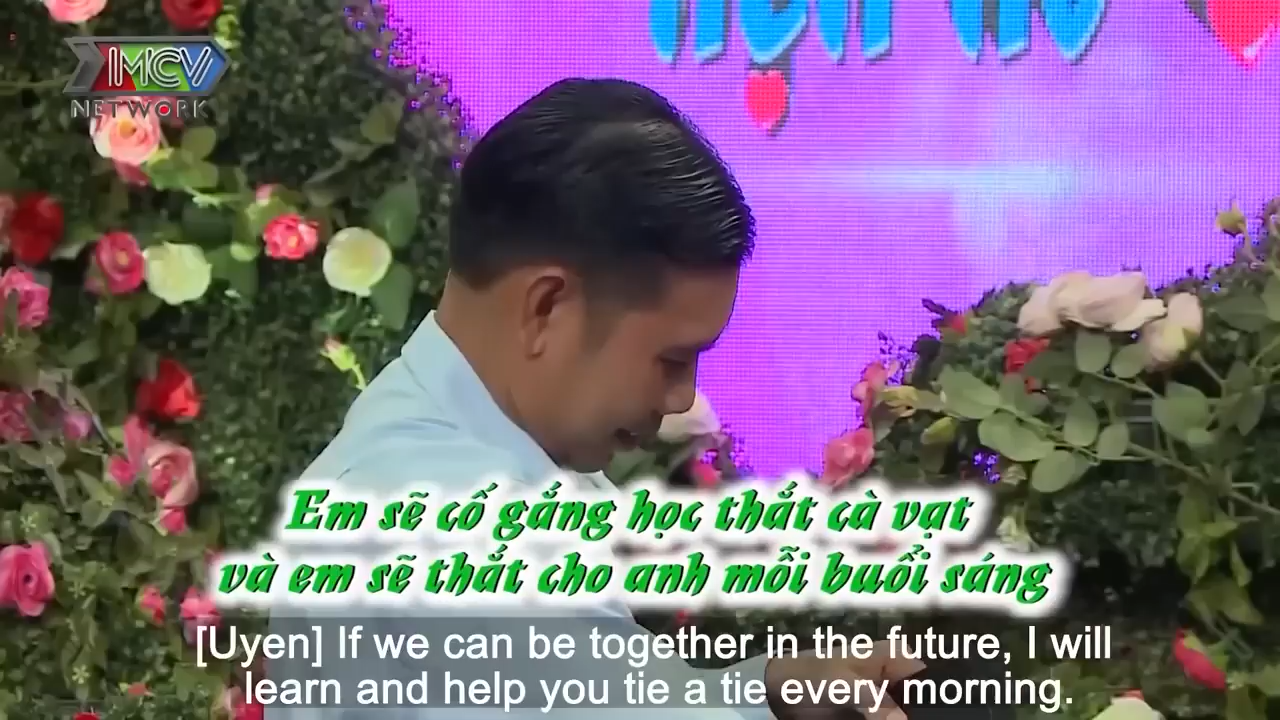 MCV
NETWORK
Em sẽ cố gắng học thắt cà vạt
và em sẽ thắt cho anh mỗi buổi sáng
[Uyen] If we can be together in the future, I will
learn and help you tie a tie every morning.